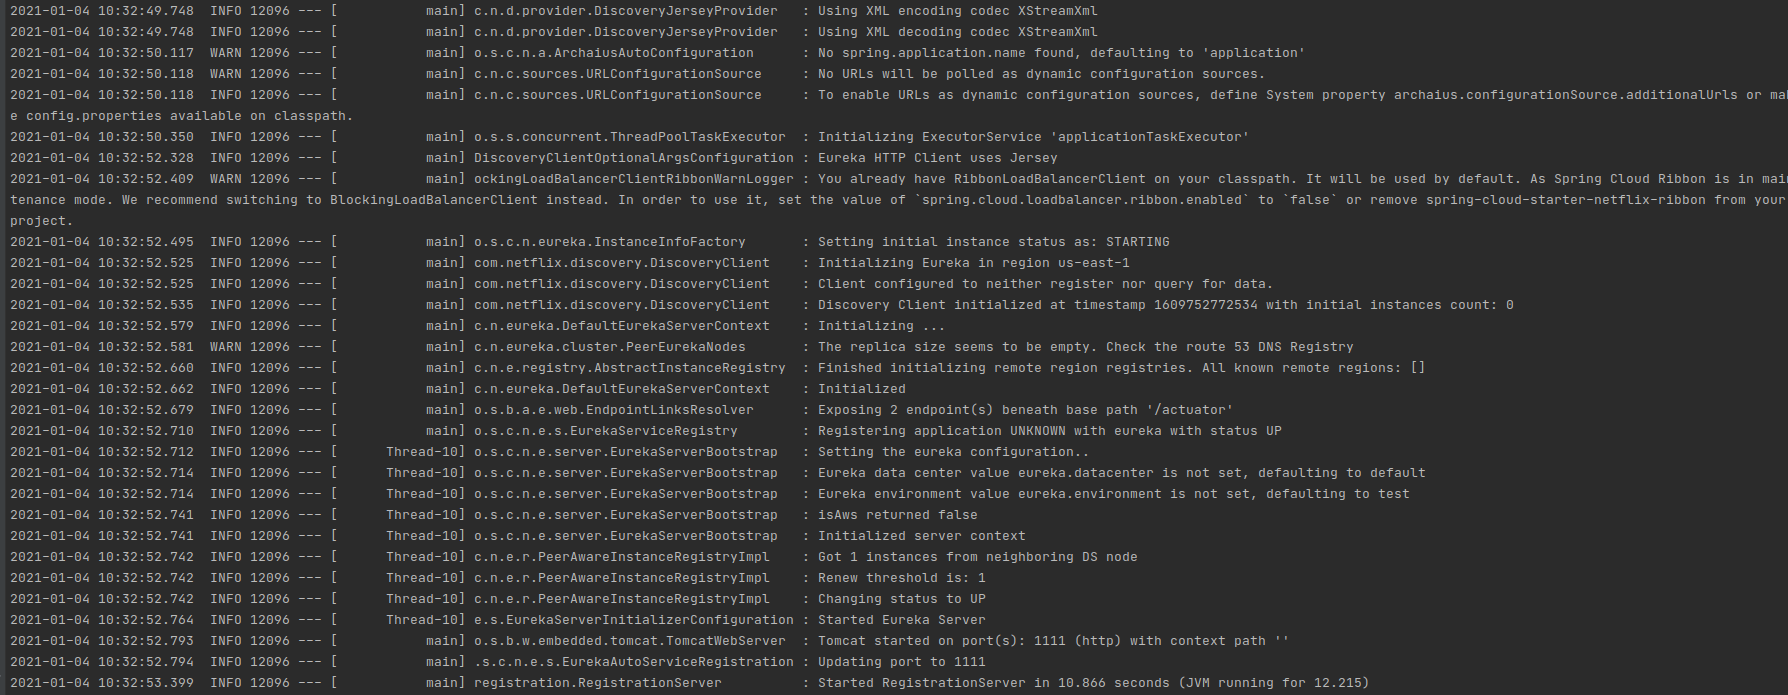 2021-01-04 10:32:49.748  INFO 12096 --- [           main] c.n.d.provider.DiscoveryJerseyProvider   : Using XML encoding codec XStreamXml
2021-01-04 10:32:49.748  INFO 12096 --- [           main] c.n.d.provider.DiscoveryJerseyProvider   : Using XML decoding codec XStreamXml
2021-01-04 10:32:50.117  WARN 12096 --- [           main] o.s.c.n.a.ArchaiusAutoConfiguration      : No spring.application.name found, defaulting to 'application'
2021-01-04 10:32:50.118  WARN 12096 --- [           main] c.n.c.sources.URLConfigurationSource     : No URLs will be polled as dynamic configuration sources.
2021-01-04 10:32:50.118  INFO 12096 --- [           main] c.n.c.sources.URLConfigurationSource     : To enable URLs as dynamic configuration sources, define System property archaius.configurationSource.additionalUrls or mak
e config.properties available on classpath.
2021-01-04 10:32:50.350  INFO 12096 --- [           main] o.s.s.concurrent.ThreadPoolTaskExecutor  : Initializing ExecutorService 'applicationTaskExecutor'
2021-01-04 10:32:52.328  INFO 12096 --- [           main] DiscoveryClientOptionalArgsConfiguration : Eureka HTTP Client uses Jersey
2021-01-04 10:32:52.409  WARN 12096 --- [           main] ockingLoadBalancerClientRibbonWarnLogger : You already have RibbonLoadBalancerClient on your classpath. It will be used by default. As Spring Cloud Ribbon is in main
tenance mode. We recommend switching to BlockingLoadBalancerClient instead. In order to use it, set the value of `spring.cloud.loadbalancer.ribbon.enabled` to `false` or remove spring-cloud-starter-netflix-ribbon from your
project.
2021-01-04 10:32:52.495  INFO 12096 --- [           main] o.s.c.n.eureka.InstanceInfoFactory       : Setting initial instance status as: STARTING
2021-01-04 10:32:52.525  INFO 12096 --- [           main] com.netflix.discovery.DiscoveryClient    : Initializing Eureka in region us-east-1
2021-01-04 10:32:52.525  INFO 12096 --- [           main] com.netflix.discovery.DiscoveryClient    : Client configured to neither register nor query for data.
2021-01-04 10:32:52.535  INFO 12096 --- [           main] com.netflix.discovery.DiscoveryClient    : Discovery Client initialized at timestamp 1609752772534 with initial instances count: 0
2021-01-04 10:32:52.579  INFO 12096 --- [           main] c.n.eureka.DefaultEurekaServerContext    : Initializing ...
2021-01-04 10:32:52.581  WARN 12096 --- [           main] c.n.eureka.cluster.PeerEurekaNodes       : The replica size seems to be empty. Check the route 53 DNS Registry
2021-01-04 10:32:52.660  INFO 12096 --- [           main] c.n.e.registry.AbstractInstanceRegistry  : Finished initializing remote region registries. All known remote regions: []
2021-01-04 10:32:52.662  INFO 12096 --- [           main] c.n.eureka.DefaultEurekaServerContext    : Initialized
2021-01-04 10:32:52.679  INFO 12096 --- [           main] o.s.b.a.e.web.EndpointLinksResolver      : Exposing 2 endpoint(s) beneath base path '/actuator'
2021-01-04 10:32:52.710  INFO 12096 --- [           main] o.s.c.n.e.s.EurekaServiceRegistry        : Registering application UNKNOWN with eureka with status UP
2021-01-04 10:32:52.712  INFO 12096 --- [      Thread-10] o.s.c.n.e.server.EurekaServerBootstrap   : Setting the eureka configuration..
2021-01-04 10:32:52.714  INFO 12096 --- [      Thread-10] o.s.c.n.e.server.EurekaServerBootstrap   : Eureka data center value eureka.datacenter is not set, defaulting to default
2021-01-04 10:32:52.714  INFO 12096 --- [      Thread-10] o.s.c.n.e.server.EurekaServerBootstrap   : Eureka environment value eureka.environment is not set, defaulting to test
2021-01-04 10:32:52.741  INFO 12096 --- [      Thread-10] o.s.c.n.e.server.EurekaServerBootstrap   : isAws returned false
2021-01-04 10:32:52.741  INFO 12096 --- [      Thread-10] o.s.c.n.e.server.EurekaServerBootstrap   : Initialized server context
2021-01-04 10:32:52.742  INFO 12096 --- [      Thread-10] c.n.e.r.PeerAwareInstanceRegistryImpl    : Got 1 instances from neighboring DS node
2021-01-04 10:32:52.742  INFO 12096 --- [      Thread-10] c.n.e.r.PeerAwareInstanceRegistryImpl    : Renew threshold is: 1
2021-01-04 10:32:52.742  INFO 12096 --- [      Thread-10] c.n.e.r.PeerAwareInstanceRegistryImpl    : Changing status to UP
2021-01-04 10:32:52.764  INFO 12096 --- [      Thread-10] e.s.EurekaServerInitializerConfiguration : Started Eureka Server
2021-01-04 10:32:52.793  INFO 12096 --- [           main] o.s.b.w.embedded.tomcat.TomcatWebServer  : Tomcat started on port(s): 1111 (http) with context path ''
2021-01-04 10:32:52.794  INFO 12096 --- [           main] .s.c.n.e.s.EurekaAutoServiceRegistration : Updating port to 1111
2021-01-04 10:32:53.399  INFO 12096 --- [           main] registration.RegistrationServer          : Started RegistrationServer in 10.866 seconds (JVM running for 12.215)